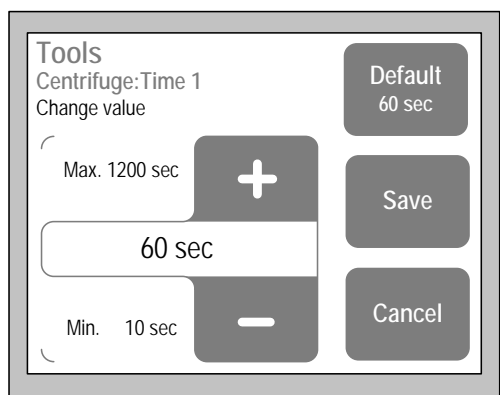 Tools
Centrifuge:Time 1
Change value
Default
60 sec
Max. 1200 sec
+
Save
60 sec
Min. 10 sec
−
Cancel